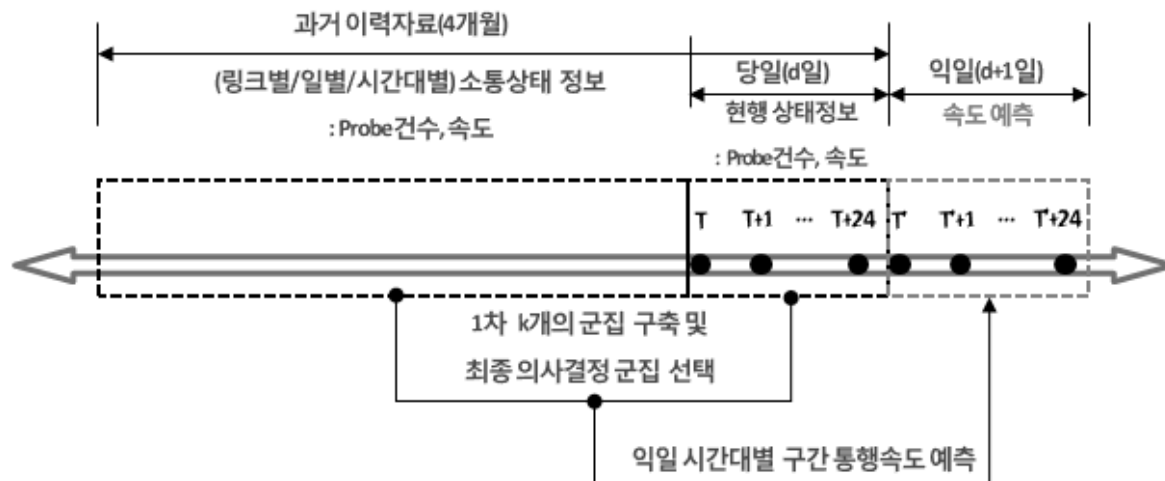 과거 이력자료(4개월)
(링크별/일별/시간대별) 소통상태 정보
: Probe건수, 속도
당일(d일)
현행 상태정보
: Probe건수, 속도
익일(d+1일)
속도 예측
T T+1 ... T+24 T' T'+1 ... T'+24
1차 k개의 군집 구축 및
최종 의사결정 군집 선택
익일 시간대별 구간 통행속도 예측